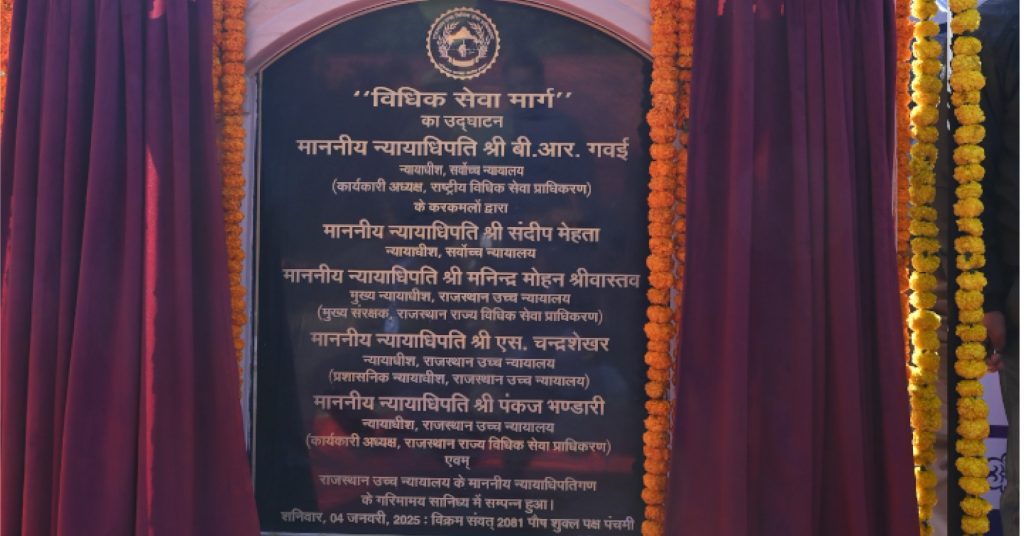 “विधिक सेवा मार्ग”
का उद्घाटन
माननीय न्यायाधिपति श्री बी.आर. गवई
न्यायाधीश, सर्वोच्च न्यायालय
(कार्यकारी अध्यक्ष, राष्ट्रीय विधिक सेवा प्राधिकरण)
के करकमलों द्वारा
माननीय न्यायाधिपति श्री संदीप मेहता
न्यायाधीश, सर्वोच्च न्यायालय
माननीय न्यायाधिपति श्री मनिन्द्र मोहन श्रीवास्तव
मुख्य न्यायाधीश, राजस्थान उच्च न्यायालय
(मुख्य संरक्षक, राजस्थान राज्य विधिक सेवा प्राधिकरण)
माननीय न्यायाधिपति श्री एस. चन्द्रशेखर
न्यायाधीश, राजस्थान उच्च न्यायालय
(प्रशासनिक न्यायाधीश, राजस्थान उच्च न्यायालय)
माननीय न्यायाधिपति श्री पंकज भण्डारी
न्यायाधीश, राजस्थान उच्च न्यायालय
(कार्यकारी अध्यक्ष, राजस्थान राज्य विधिक सेवा प्राधिकरण)
एवम्
राजस्थान उच्च न्यायालय के माननीय न्यायाधिपतिगण
के गरिमामय सानिध्य में सम्पन्न हुआ।
शनिवार, 04 जनवरी, 2025 : विक्रम संवत् 2081 पौष शुक्ल पक्ष पंचमी